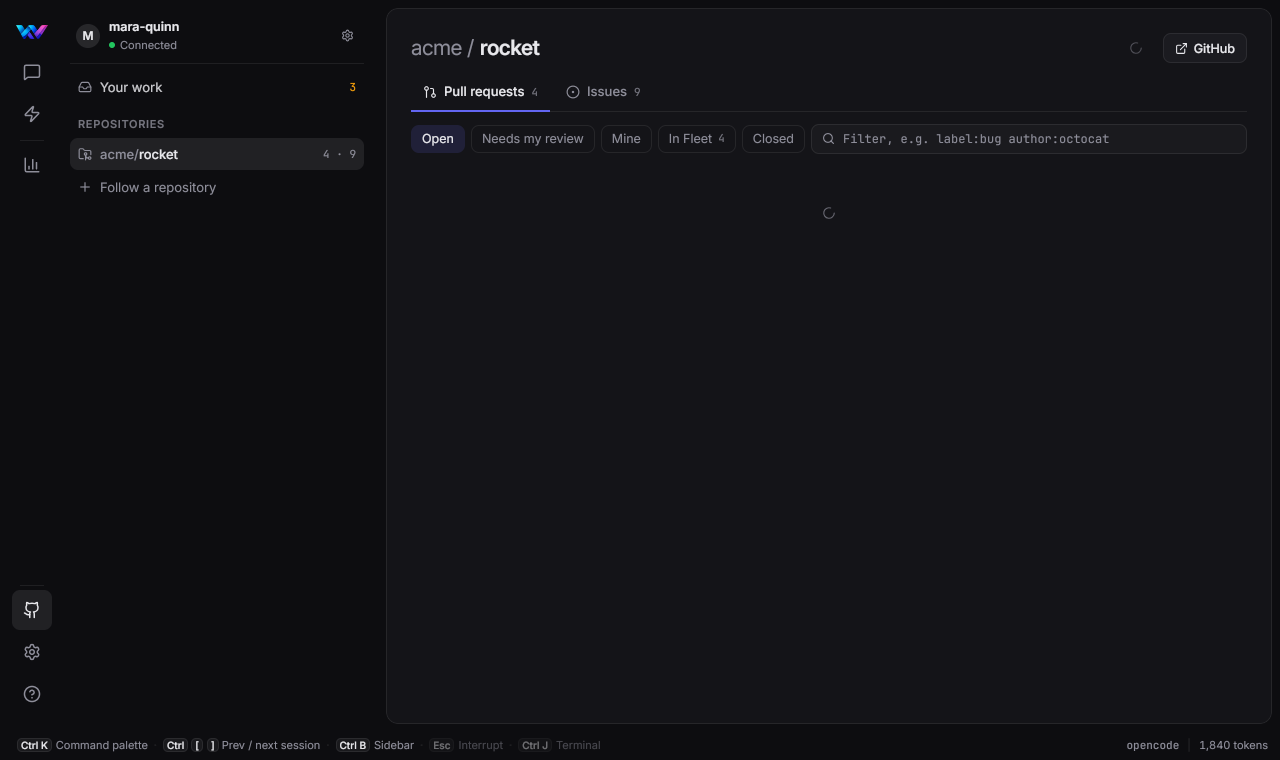 M
mara-quinn
Connected
Your work 3
REPOSITORIES
acme/rocket 4 · 9
Follow a repository
acme / rocket
GitHub
Pull requests 4
Issues 9
Open
Needs my review
Mine
In Fleet 4
Closed
Filter, e.g. label:bug author:octocat
Ctrl K Command palette · Ctrl [ ] Prev / next session · Ctrl B Sidebar · Esc Interrupt · Ctrl J Terminal
opencode
1,840 tokens